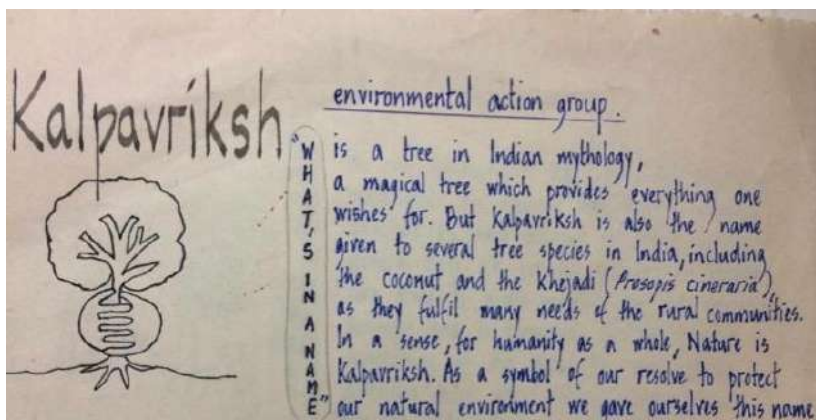 Kalpavriksh
environmental action group.
"WHAT'S IN A NAME"
is a tree in Indian mythology,
a magical tree which provides everything one
wishes for. But Kalpavriksh is also the name
given to several tree species in India, including
the coconut and the Khejadi (Prosopis cineraria),
as they fulfil many needs of the rural communities.
In a sense, for humanity as a whole, Nature is
Kalpavriksh. As a symbol of our resolve to protect
our natural environment we gave ourselves this name